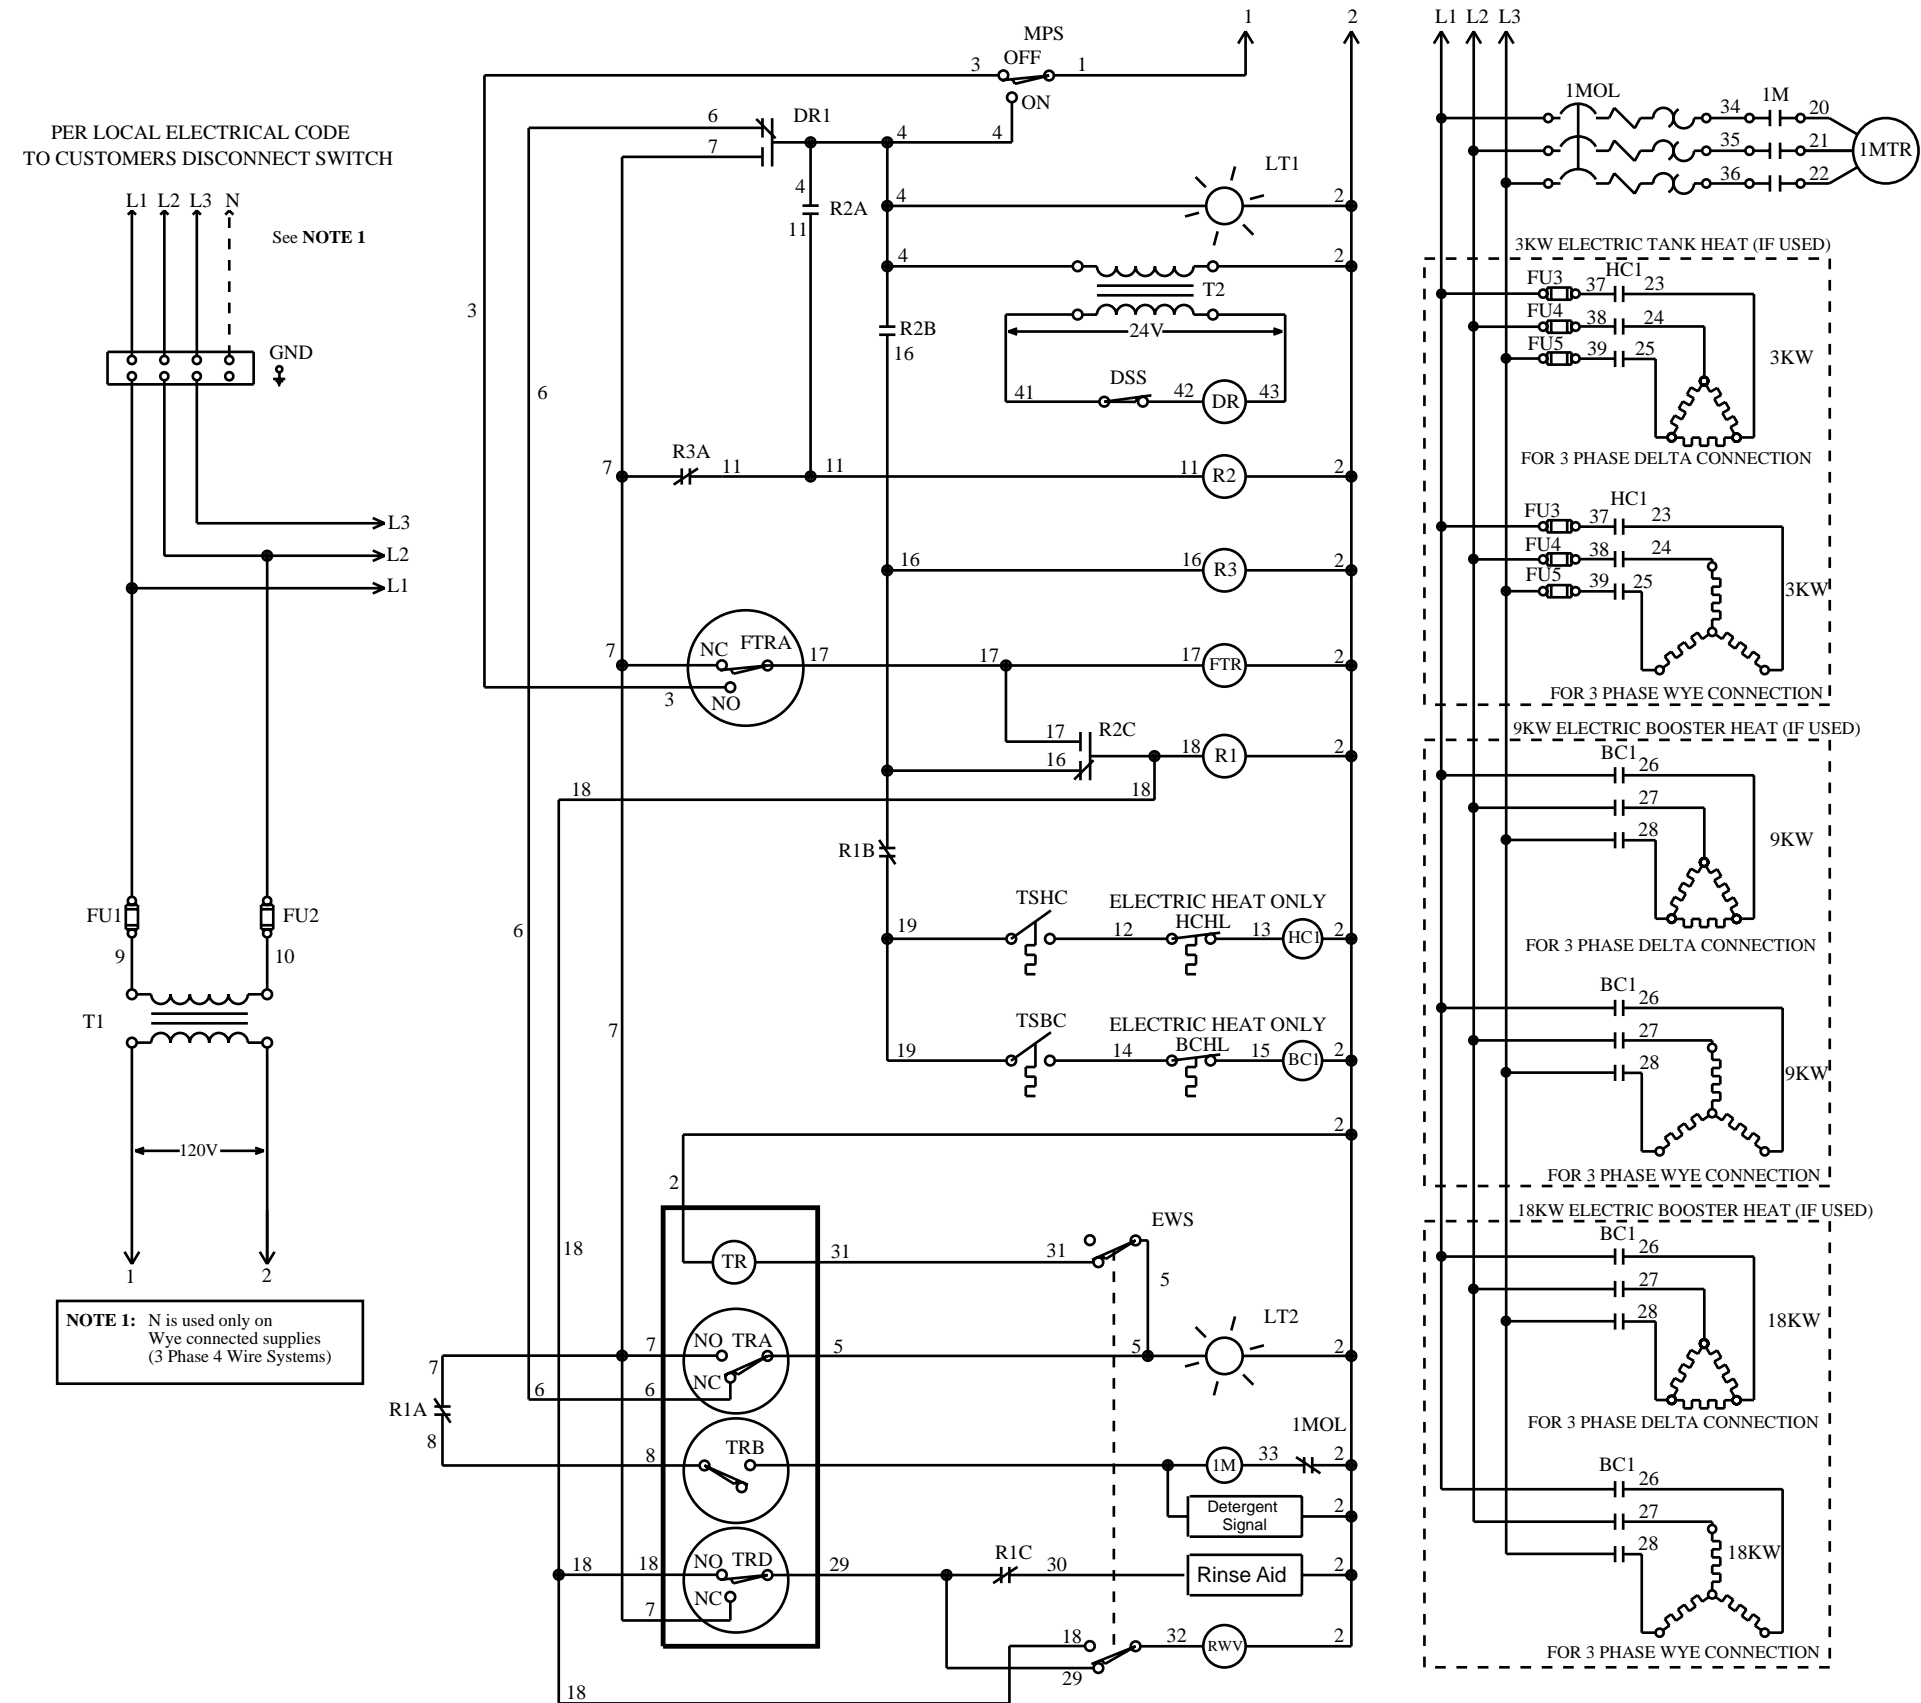 PER LOCAL ELECTRICAL CODE
TO CUSTOMERS DISCONNECT SWITCH
L1 L2 L3 N
See NOTE 1
GND
L3
L2
L1
FU1
FU2
9
10
T1
120V
1
2
NOTE 1: N is used only on
Wye connected supplies
(3 Phase 4 Wire Systems)
1
2
MPS
OFF
3
1
ON
6
DR1
7
4
4
4
R2A
11
LT1
4
2
4
2
T2
3
R2B
16
24V
6
DSS
41
42
DR
43
R3A
7
11
11
11
R2
2
16
16
R3
2
7
NC
FTRA
17
17
17
FTR
2
3
NO
17
R2C
16
18
R1
2
18
18
R1B
TSHC
ELECTRIC HEAT ONLY
HCHL
19
12
13
HC1
2
6
7
TSBC
ELECTRIC HEAT ONLY
BCHL
19
14
15
BC1
2
2
2
EWS
18
TR
31
31
5
LT2
7
NO
TRA
5
5
2
7
NC
6
6
R1A
8
TRB
1MOL
8
1M
33
2
Detergent
Signal
2
R1C
18
18
NO
TRD
29
30
Rinse Aid
2
NC
7
18
32
RWV
2
29
18
L1 L2 L3
1MOL
34
1M
20
35
21
1MTR
36
22
3KW ELECTRIC TANK HEAT (IF USED)
HC1
FU3
37
23
FU4
38
24
FU5
39
25
3KW
FOR 3 PHASE DELTA CONNECTION
HC1
FU3
37
23
FU4
38
24
FU5
39
25
3KW
FOR 3 PHASE WYE CONNECTION
9KW ELECTRIC BOOSTER HEAT (IF USED)
BC1
26
27
28
9KW
FOR 3 PHASE DELTA CONNECTION
BC1
26
27
28
9KW
FOR 3 PHASE WYE CONNECTION
18KW ELECTRIC BOOSTER HEAT (IF USED)
BC1
26
27
28
18KW
FOR 3 PHASE DELTA CONNECTION
BC1
26
27
28
18KW
FOR 3 PHASE WYE CONNECTION